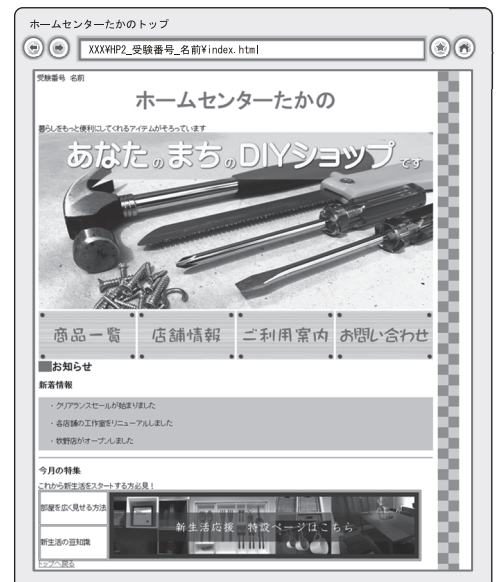 ホームセンターたかのトップ
XXX¥HP2_受験番号_名前¥index.html
受験番号 名前
ホームセンターたかの
暮らしをもっと便利にしてくれるアイテムがそろっています
あなたのまちのDIYショップです
商品一覧 店舗情報 ご利用案内 お問い合わせ
お知らせ
新着情報
・クリアランスセールが始まりました
・各店舗の工作室をリニューアルしました
・牧野店がオープンしました
今月の特集
これから新生活をスタートする方必見！
部屋を広く見せる方法
新生活応援 特設ページはこちら
新生活の豆知識
トップへ戻る